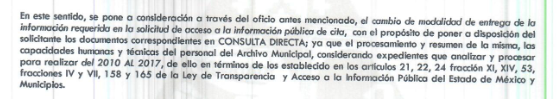 En este sentido, se pone a consideración a través del oficio antes mencionado, el cambio de modalidad de entrega de la
información requerida en la solicitud de acceso a la información pública de cita, con el propósito de poner a disposición del
solicitante los documentos correspondientes en CONSULTA DIRECTA; ya que el procesamiento y resumen de la misma, las
capacidades humanas y técnicas del personal del Archivo Municipal, considerando expedientes que analizar y procesar
para realizar del 2010 AL 2017, de ello en términos de los establecido en los artículos 21, 22, 24 fracción XI, XIV, 53,
fracciones IV y VII, 158 y 165 de la Ley de Transparencia y Acceso a la Información Pública del Estado de México y
Municipios.